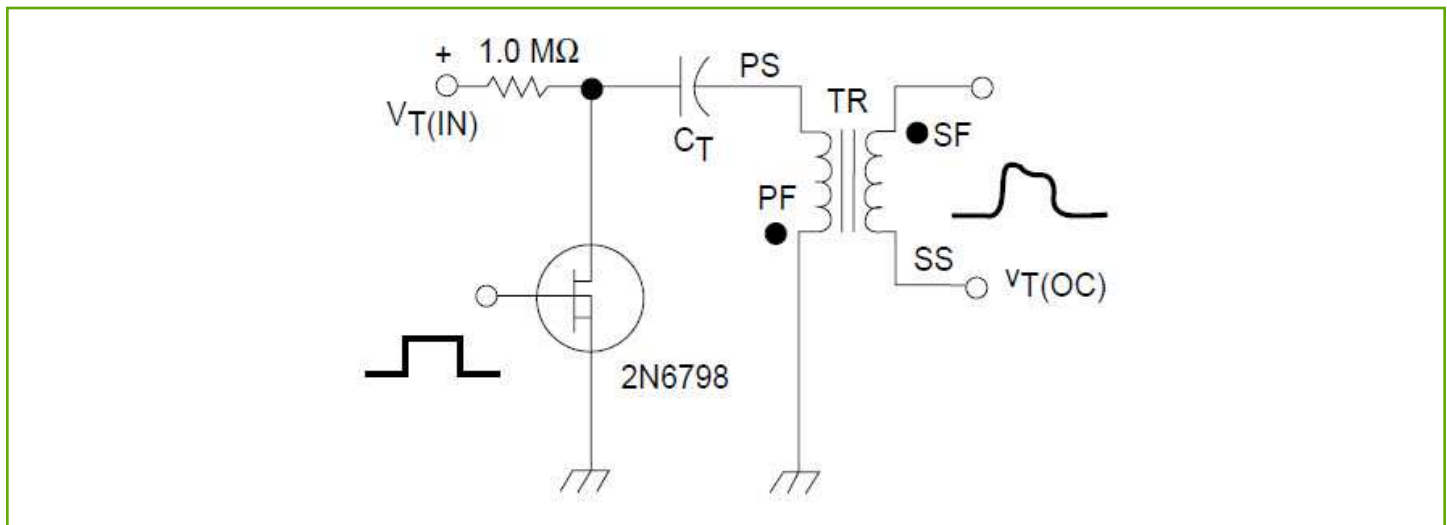 +
1.0 MΩ
VT(IN)
CT
PS
TR
SF
PF
SS
vT(OC)
2N6798